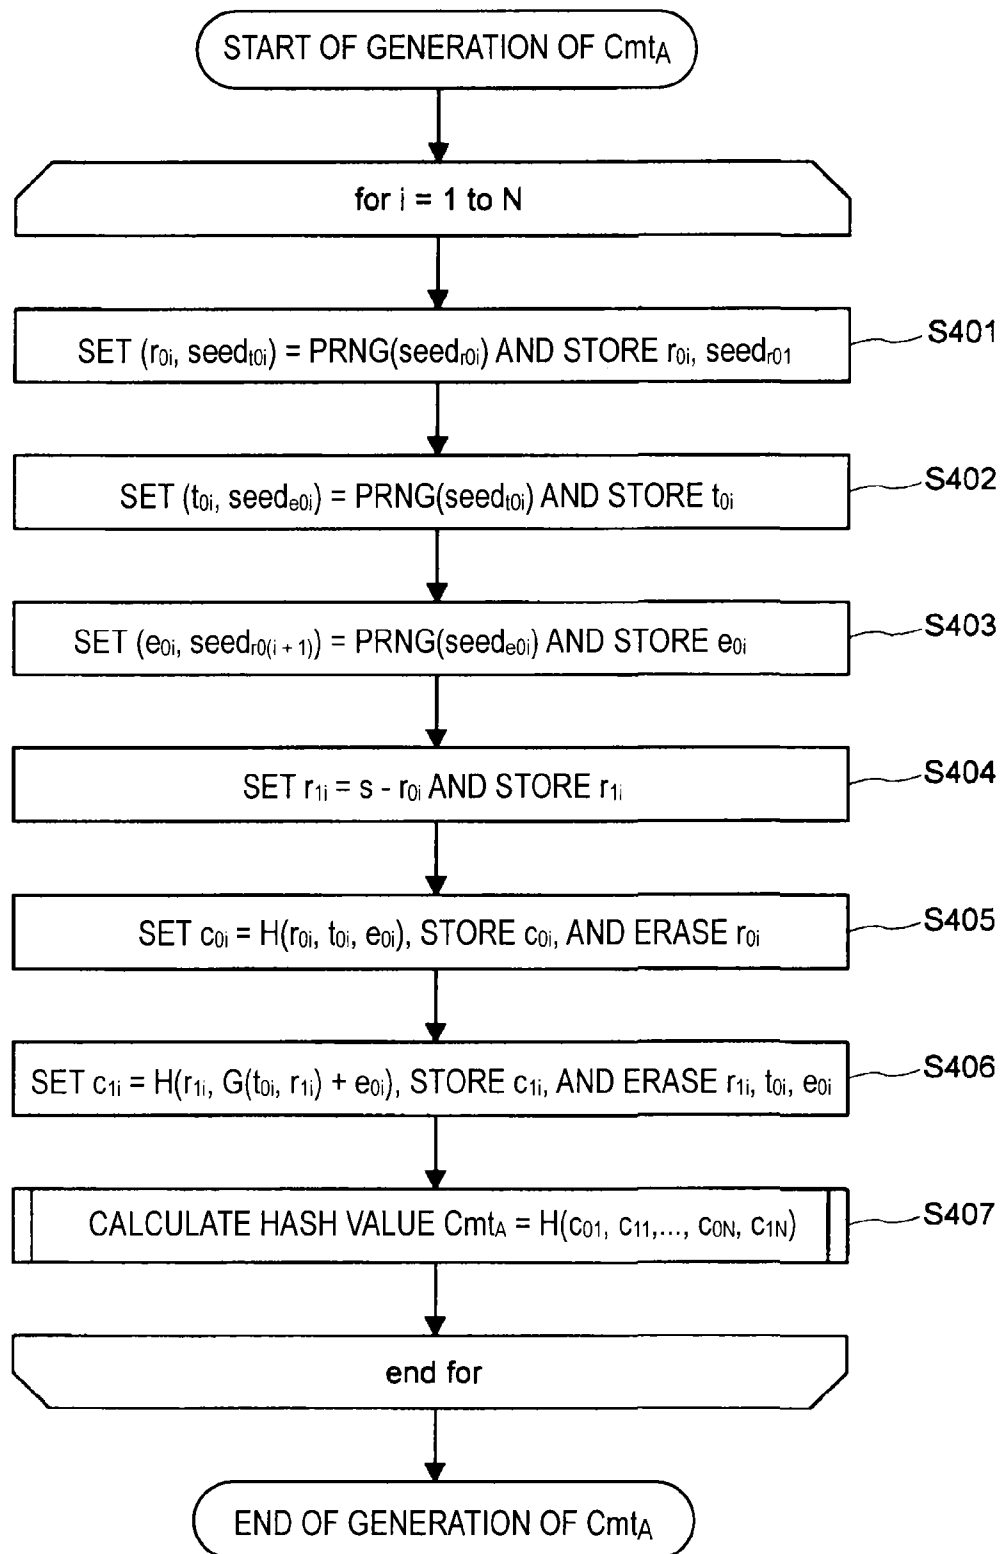 START OF GENERATION OF CmtA
for i = 1 to N
SET (r0i, seedt0i) = PRNG(seedr0i) AND STORE r0i, seedr01
S401
SET (t0i, seede0i) = PRNG(seedt0i) AND STORE t0i
S402
SET (e0i, seedr0(i + 1)) = PRNG(seede0i) AND STORE e0i
S403
SET r1i = s - r0i AND STORE r1i
S404
SET c0i = H(r0i, t0i, e0i), STORE c0i, AND ERASE r0i
S405
SET c1i = H(r1i, G(t0i, r1i) + e0i), STORE c1i, AND ERASE r1i, t0i, e0i
S406
CALCULATE HASH VALUE CmtA = H(c01, c11,..., c0N, c1N)
S407
end for
END OF GENERATION OF CmtA